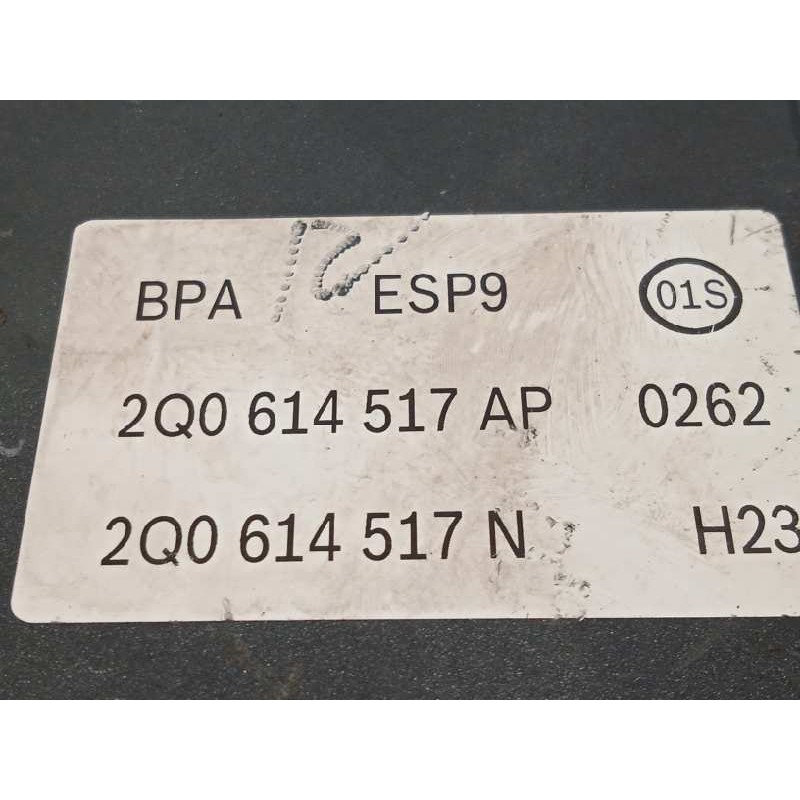 BPA ESP9 01S
2Q0 614 517 AP 0262
2Q0 614 517 N H23